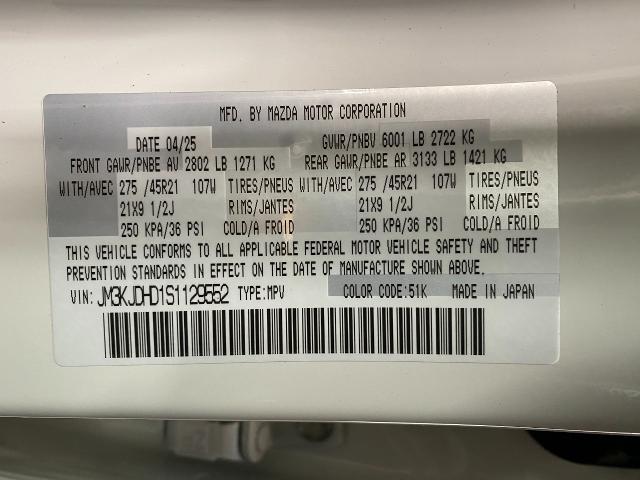 MFD. BY MAZDA MOTOR CORPORATION
DATE 04/25 GVWR/PNBV 6001 LB 2722 KG
FRONT GAWR/PNBE AV 2802 LB 1271 KG REAR GAWR/PNBE AR 3133 LB 1421 KG
WITH/AVEC 275 /45R21 107W TIRES/PNEUS WITH/AVEC 275 /45R21 107W TIRES/PNEUS
21X9 1/2J RIMS/JANTES 21X9 1/2J RIMS/JANTES
250 KPA/36 PSI COLD/A FROID 250 KPA/36 PSI COLD/A FROID
THIS VEHICLE CONFORMS TO ALL APPLICABLE FEDERAL MOTOR VEHICLE SAFETY AND THEFT
PREVENTION STANDARDS IN EFFECT ON THE DATE OF MANUFACTURE SHOWN ABOVE.
VIN: JM3KJDHD1S1129552 TYPE:MPV COLOR CODE:51K MADE IN JAPAN